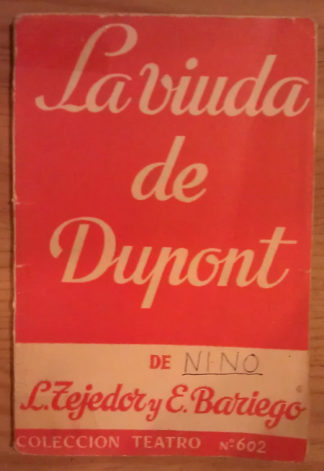 La viuda
de
Dupont
DE NINO
L. Tejedor y E. Bariego
COLECCION TEATRO Nº 602